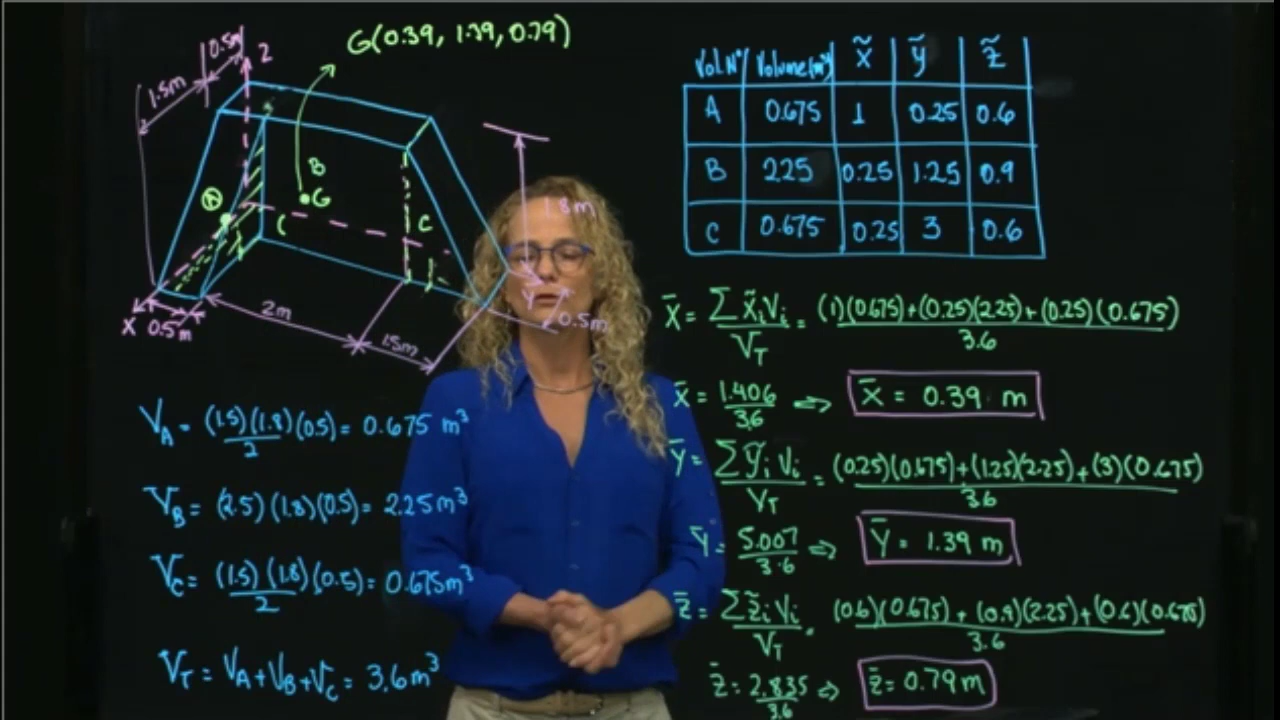 G(0.39, 1.39, 0.79)
0.5m
Z
1.5m
B
G
A
C
C
1.8m
Y
X 0.5m
2m
1.5m
0.5m
V_A = (1.5)(1.8)/2 (0.5) = 0.675 m³
V_B = (2.5)(1.8)(0.5) = 2.25 m³
V_C = (1.5)(1.8)/2 (0.5) = 0.675 m³
V_T = V_A + V_B + V_C = 3.6 m³
Vol.N° Volume(m³) x̃ ỹ z̃
A 0.675 1 0.25 0.6
B 2.25 0.25 1.25 0.9
C 0.675 0.25 3 0.6
X̄ = Σ x̃i Vi / V_T = (1)(0.675)+(0.25)(2.25)+(0.25)(0.675) / 3.6
X̄ = 1.406 / 3.6 ⇒ X̄ = 0.39 m
Ȳ = Σ ỹi Vi / V_T = (0.25)(0.675)+(1.25)(2.25)+(3)(0.675) / 3.6
Ȳ = 5.007 / 3.6 ⇒ Ȳ = 1.39 m
z̄ = Σ z̃i Vi / V_T = (0.6)(0.675)+(0.9)(2.25)+(0.6)(0.675) / 3.6
z̄ = 2.835 / 3.6 ⇒ z̄ = 0.79 m